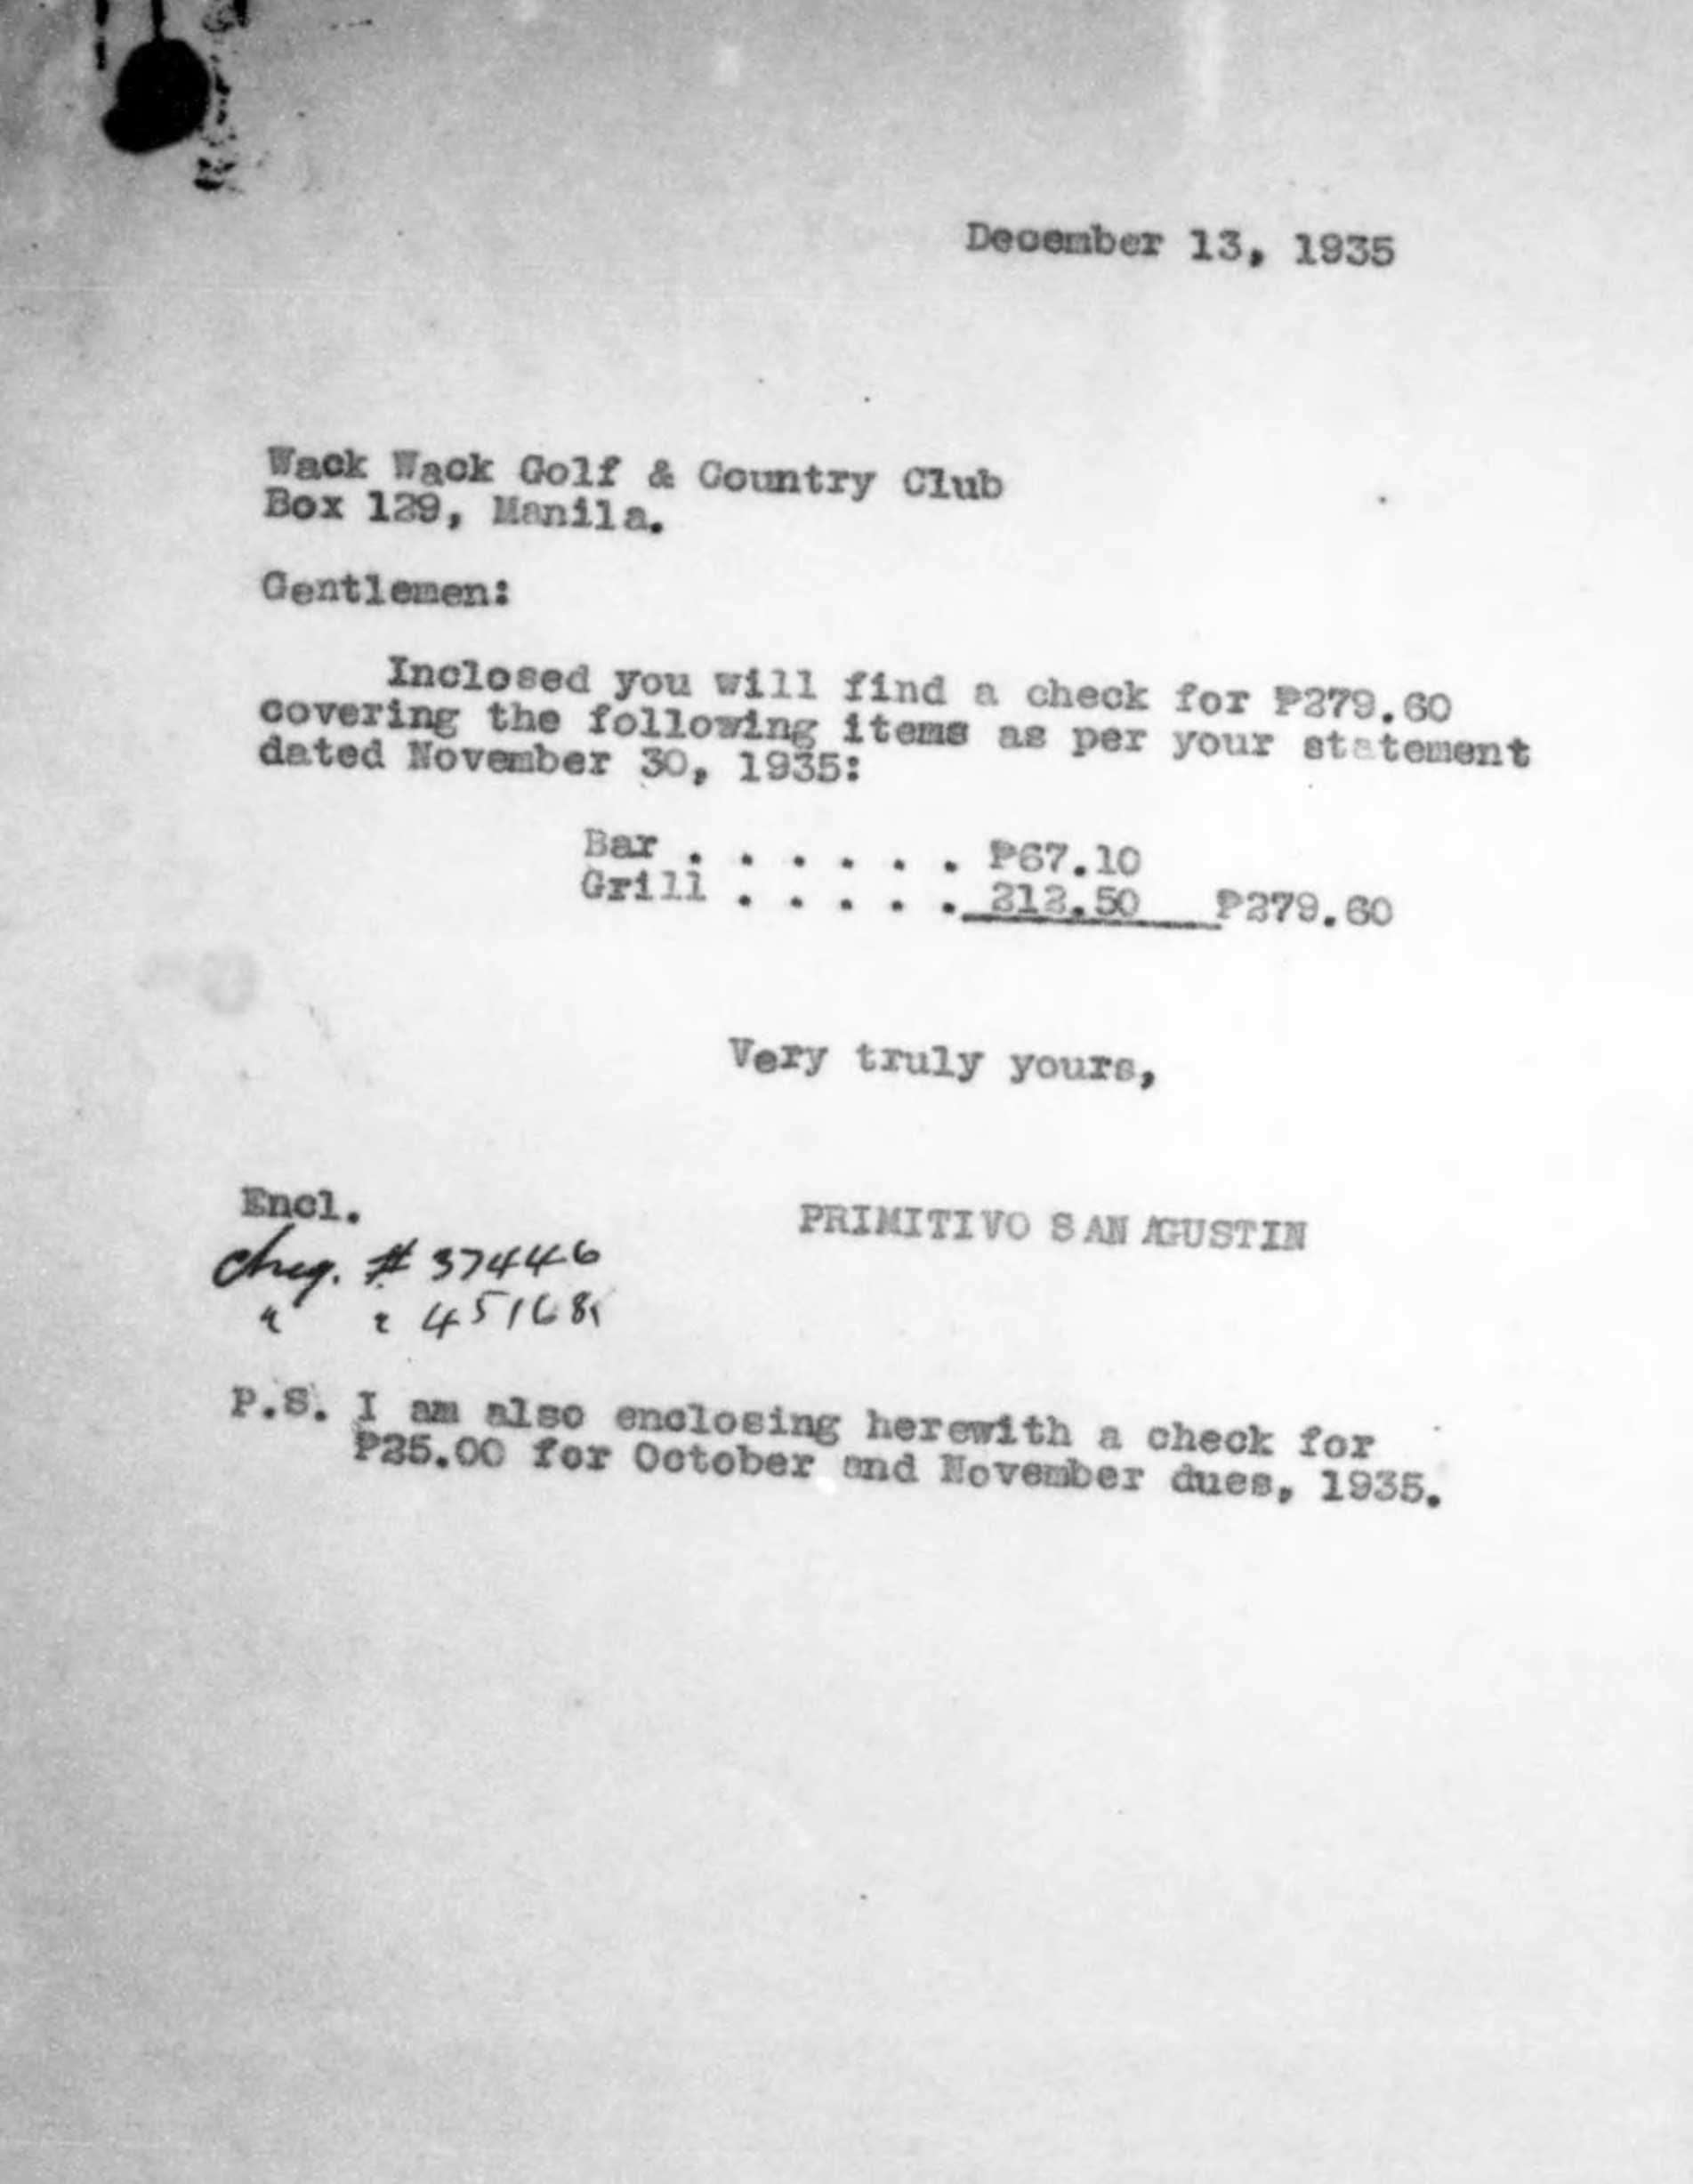 December 13, 1935
Wack Wack Golf & Country Club
Box 129, Manila.
Gentlemen:
Inclosed you will find a check for ₱279.60
covering the following items as per your statement
dated November 30, 1935:
Bar . . . . . . ₱67.10
Grill . . . . . 212.50 ₱279.60
Very truly yours,
Encl.
PRIMITIVO SAN AGUSTIN
Cheq. # 37446
" " 45168
P.S. I am also enclosing herewith a check for
₱25.00 for October and November dues, 1935.